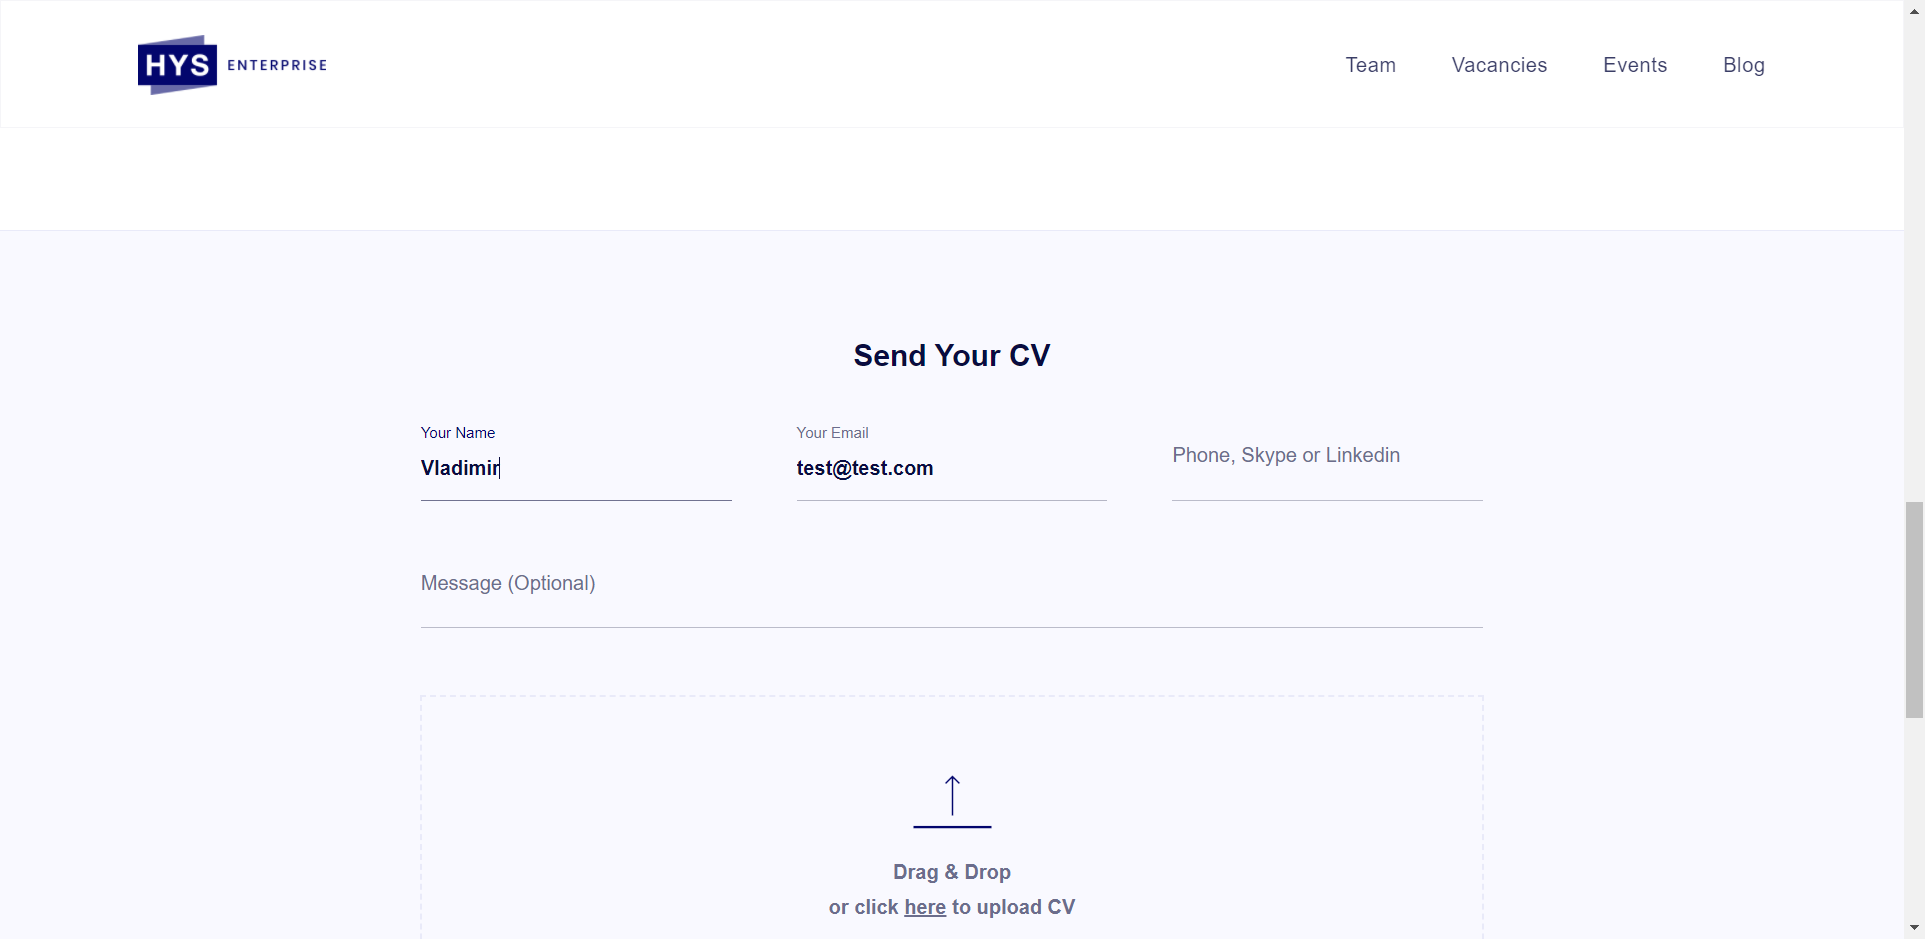 HYS ENTERPRISE
Team Vacancies Events Blog
Send Your CV
Your Name
Vladimir
Your Email
test@test.com
Phone, Skype or Linkedin
Message (Optional)
Drag & Drop
or click here to upload CV